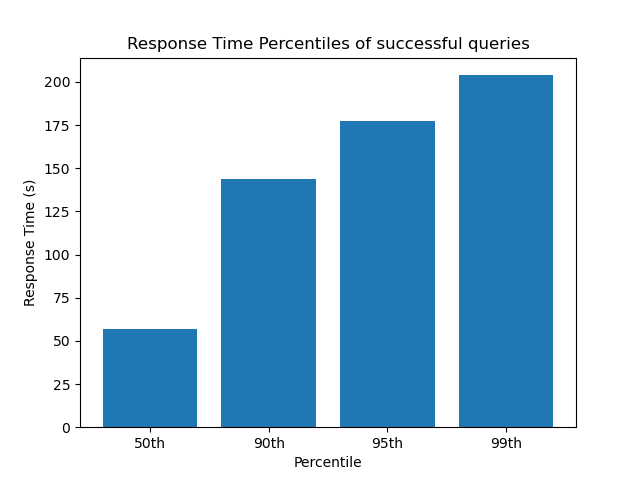 Response Time Percentiles of successful queries
200
175
150
125
100
75
50
25
0
Response Time (s)
50th 90th 95th 99th
Percentile